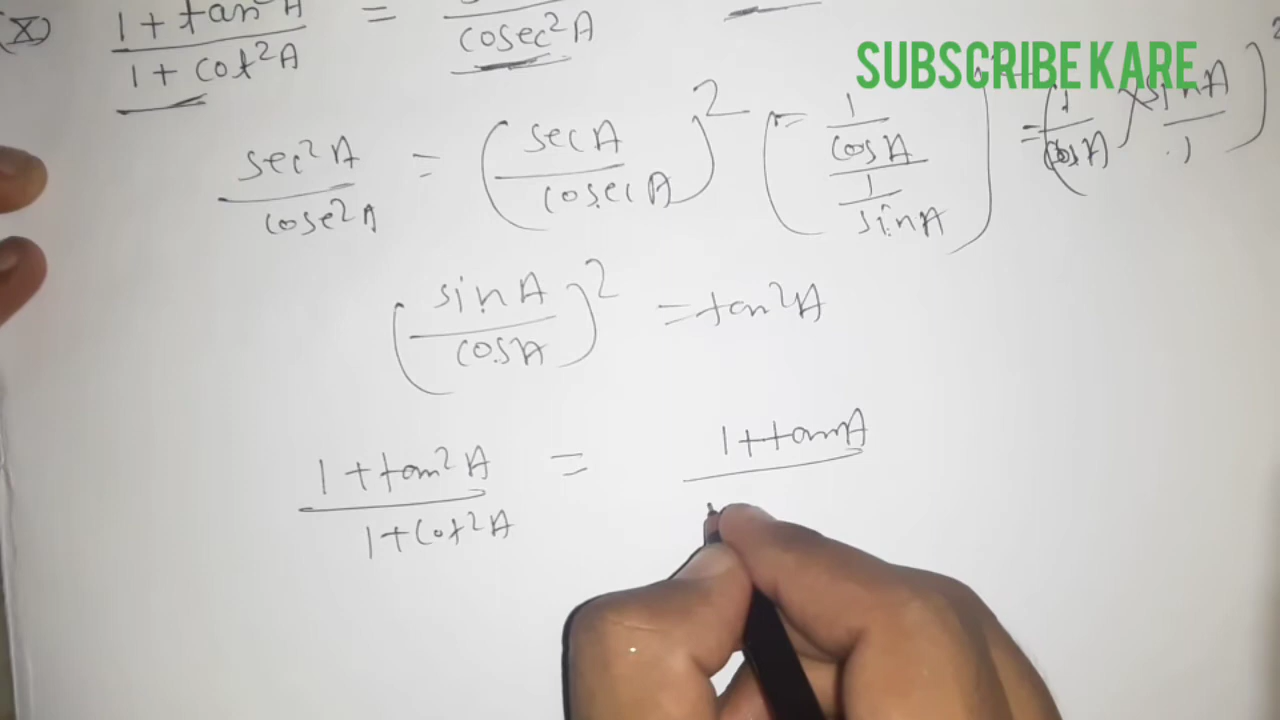 (X) 1 + tan²A / 1 + cot²A = / cosec²A
SUBSCRIBE KARE
sec²A / cose²A = (secA / cosecA)² (= 1/cosA / 1/sinA) = (1/cosA × sinA/1)²
(sinA / cosA)² = tan²A
1 + tan²A / 1 + cot²A = 1 + tanA